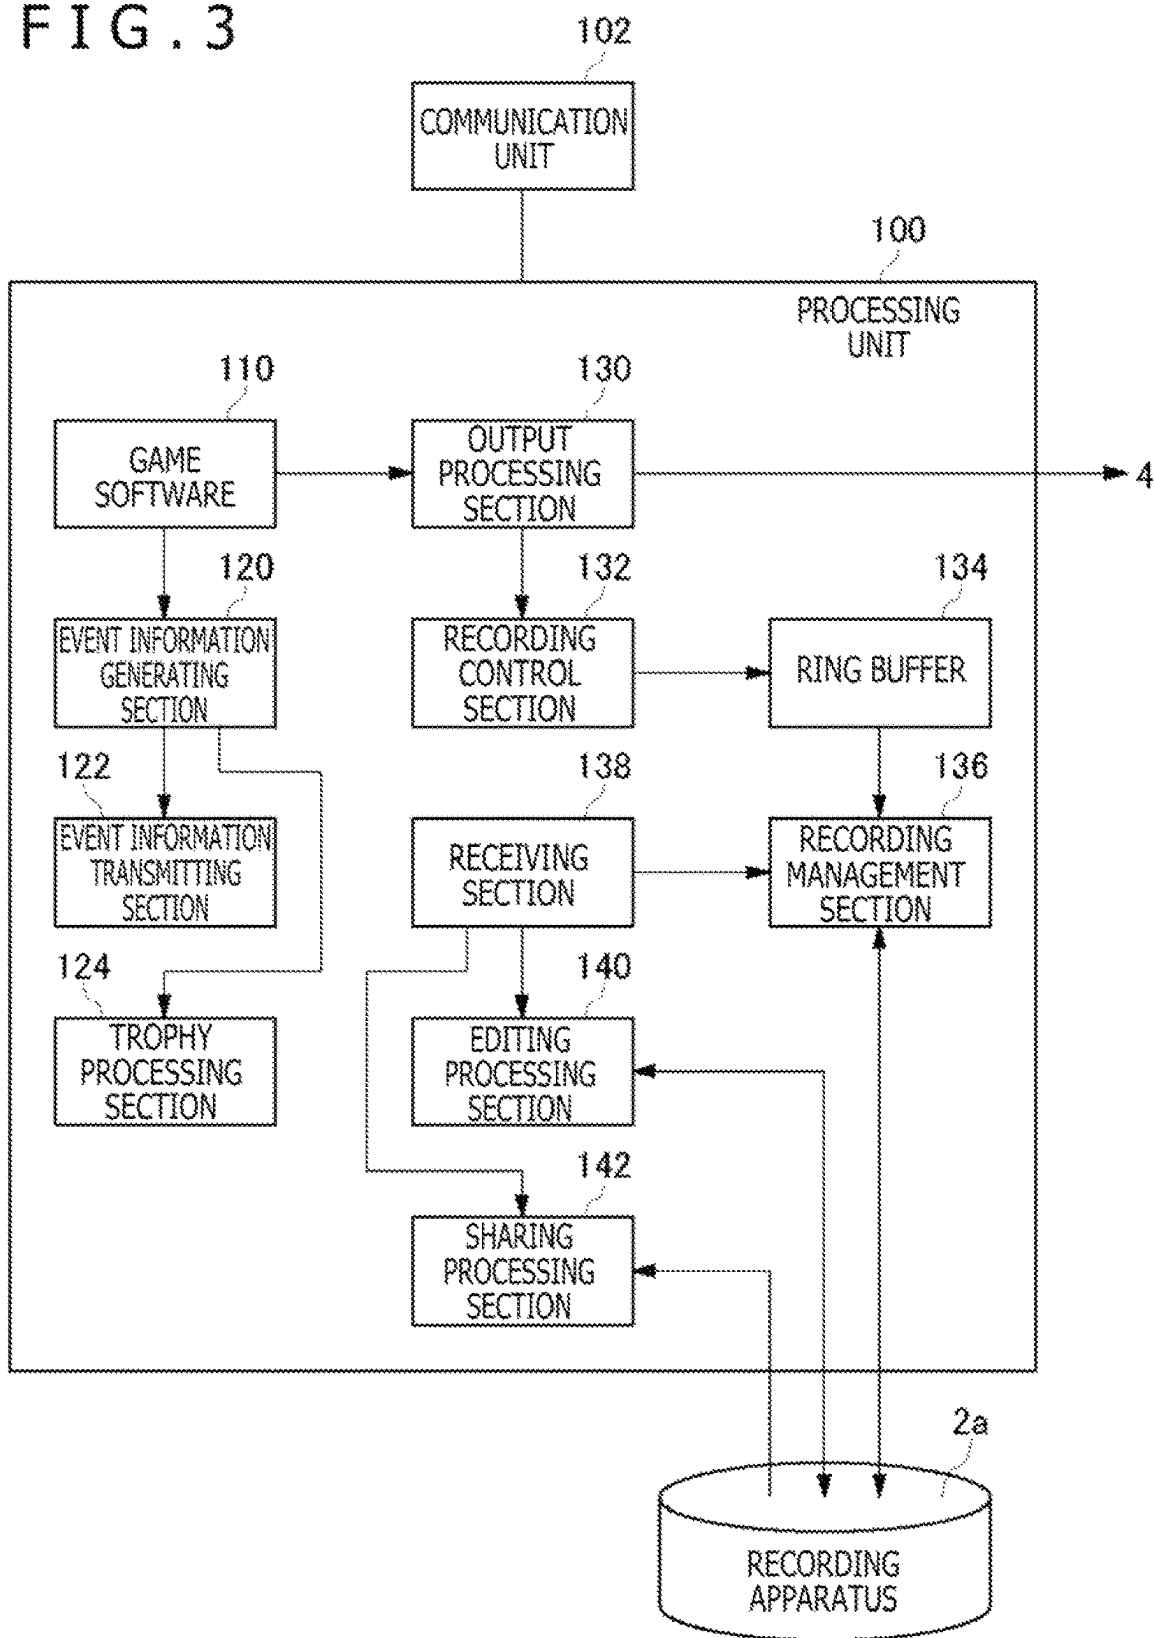 FIG.3
102
COMMUNICATION
UNIT
100
PROCESSING
UNIT
110
GAME
SOFTWARE
130
OUTPUT
PROCESSING
SECTION
4
120
EVENT INFORMATION
GENERATING
SECTION
132
RECORDING
CONTROL
SECTION
134
RING BUFFER
122
EVENT INFORMATION
TRANSMITTING
SECTION
138
RECEIVING
SECTION
136
RECORDING
MANAGEMENT
SECTION
124
TROPHY
PROCESSING
SECTION
140
EDITING
PROCESSING
SECTION
142
SHARING
PROCESSING
SECTION
2a
RECORDING
APPARATUS